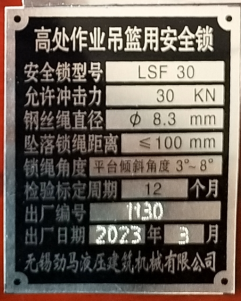 高处作业吊篮用安全锁
安全锁型号 LSF 30
允许冲击力 30 KN
钢丝绳直径 Φ 8.3 mm
坠落锁绳距离 ≤100 mm
锁绳角度 平台倾斜角度 3°~8°
检验标定周期 12 个月
出厂编号 1130
出厂日期 2023 年 3 月
无锡劲马液压建筑机械有限公司